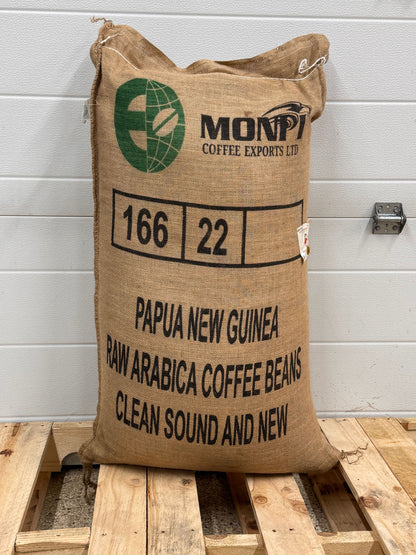 MONPI
COFFEE EXPORTS LTD
166 22
PAPUA NEW GUINEA
RAW ARABICA COFFEE BEANS
CLEAN SOUND AND NEW